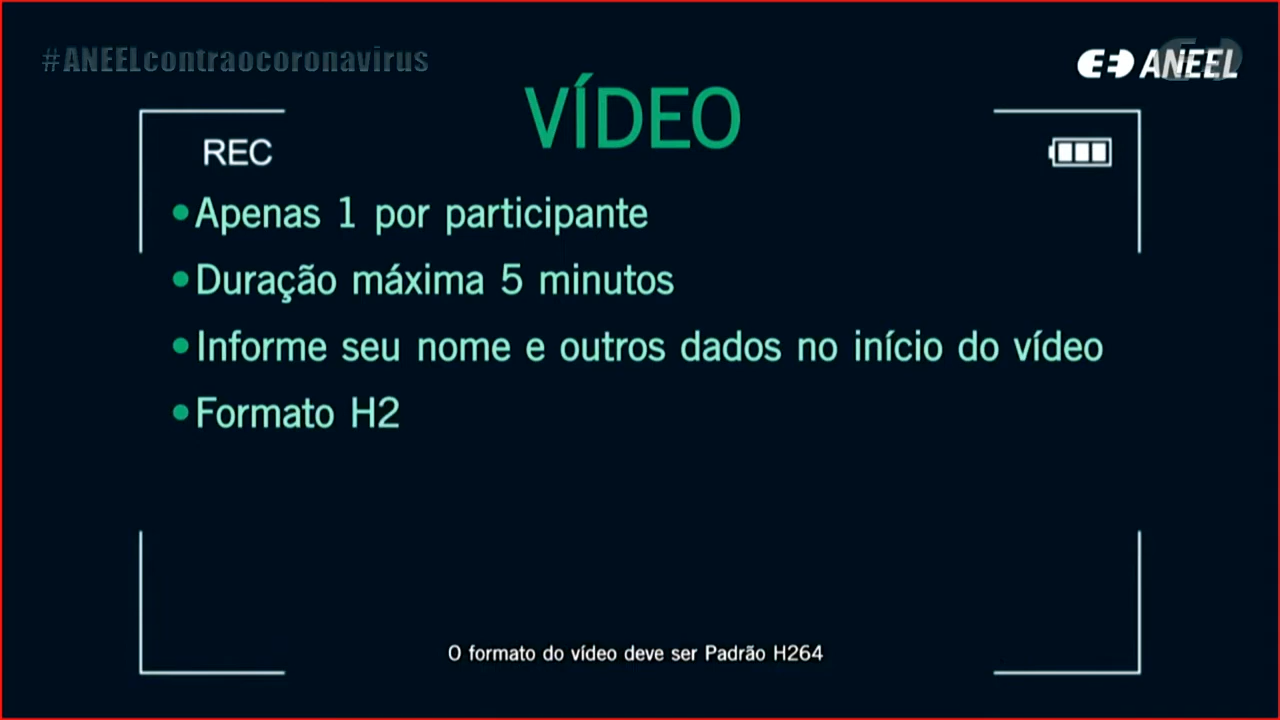 #ANEELcontraocoronavirus
ANEEL
VÍDEO
REC
Apenas 1 por participante
Duração máxima 5 minutos
Informe seu nome e outros dados no início do vídeo
Formato H2
O formato do vídeo deve ser Padrão H264